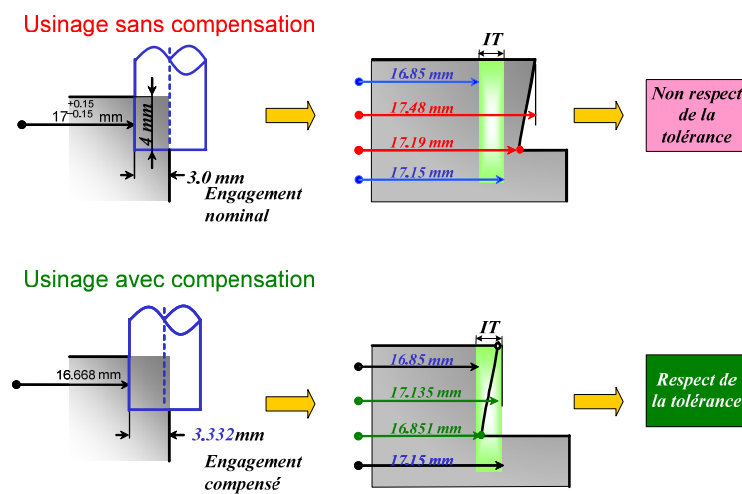 Usinage sans compensation
IT
16.85 mm
17 +0.15 -0.15 mm
4 mm
17.48 mm
17.19 mm
17.15 mm
3.0 mm
Engagement
nominal
Non respect
de la
tolérance
Usinage avec compensation
IT
16.85 mm
16.668 mm
17.135 mm
16.851 mm
17.15 mm
3.332mm
Engagement
compensé
Respect de
la tolérance